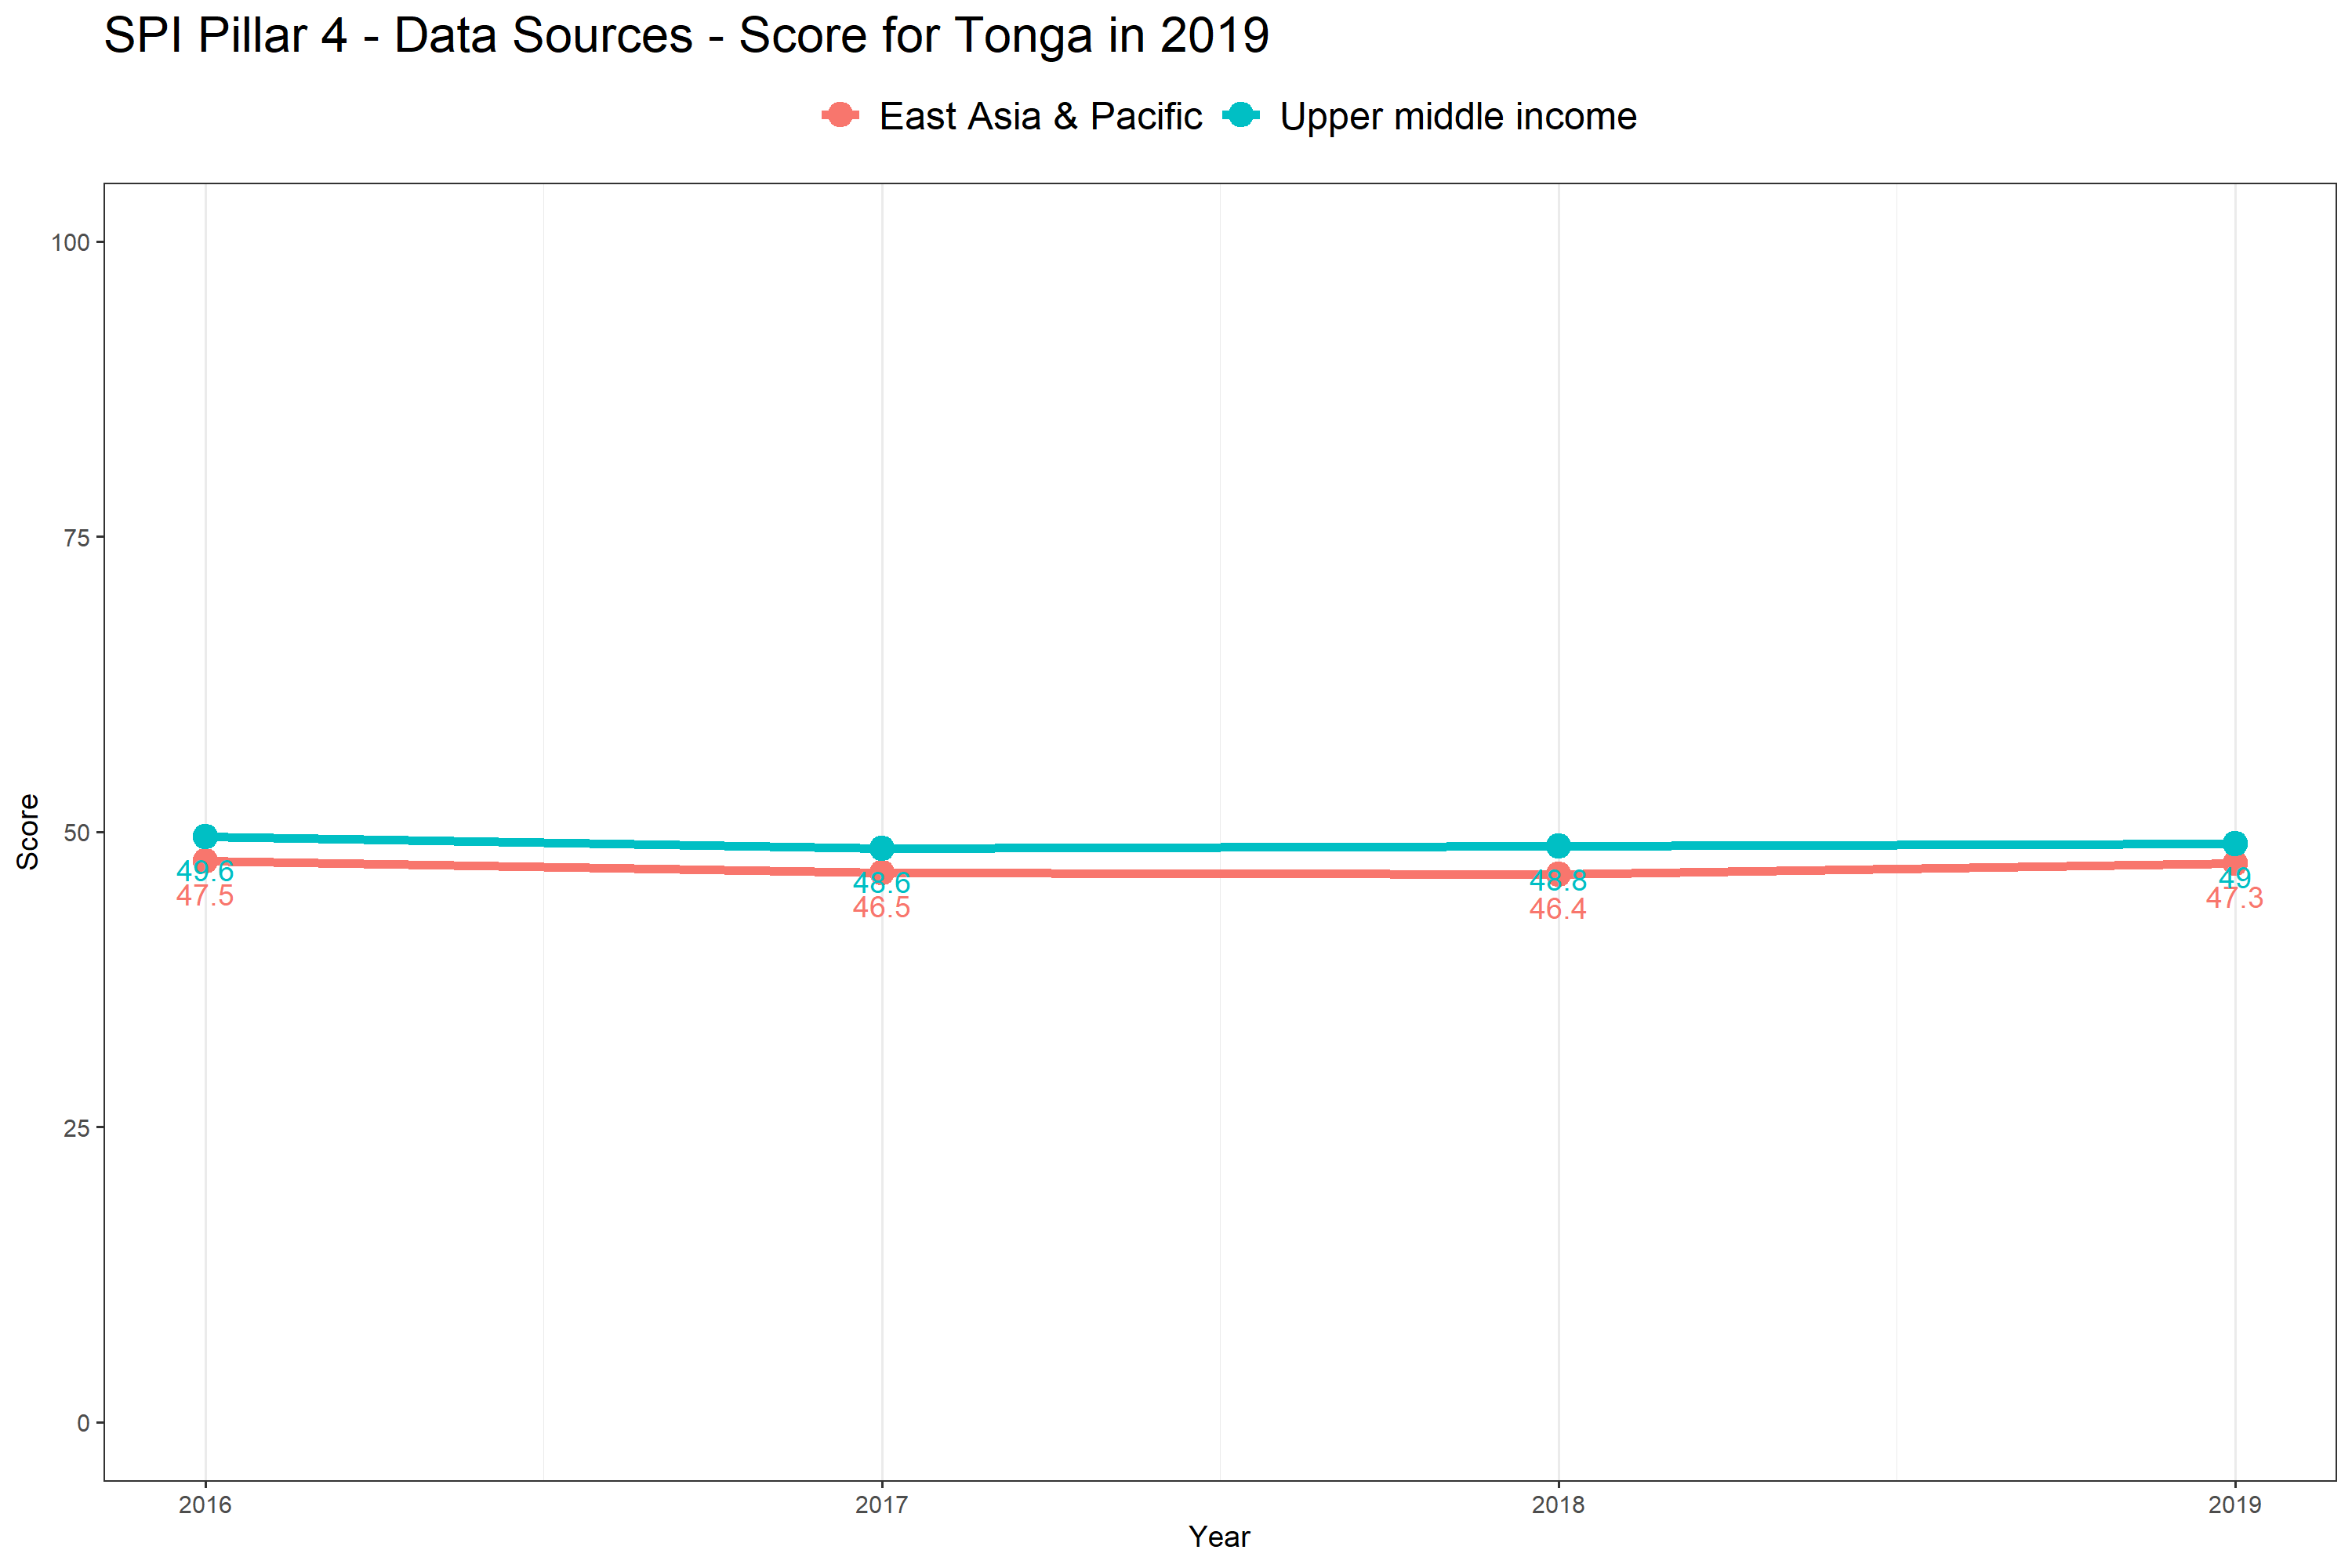 SPI Pillar 4 - Data Sources - Score for Tonga in 2019
East Asia & Pacific Upper middle income
100
75
50
25
0
Score
49.6
47.5
48.6
46.5
48.8
46.4
49
47.3
2016 2017 2018 2019
Year